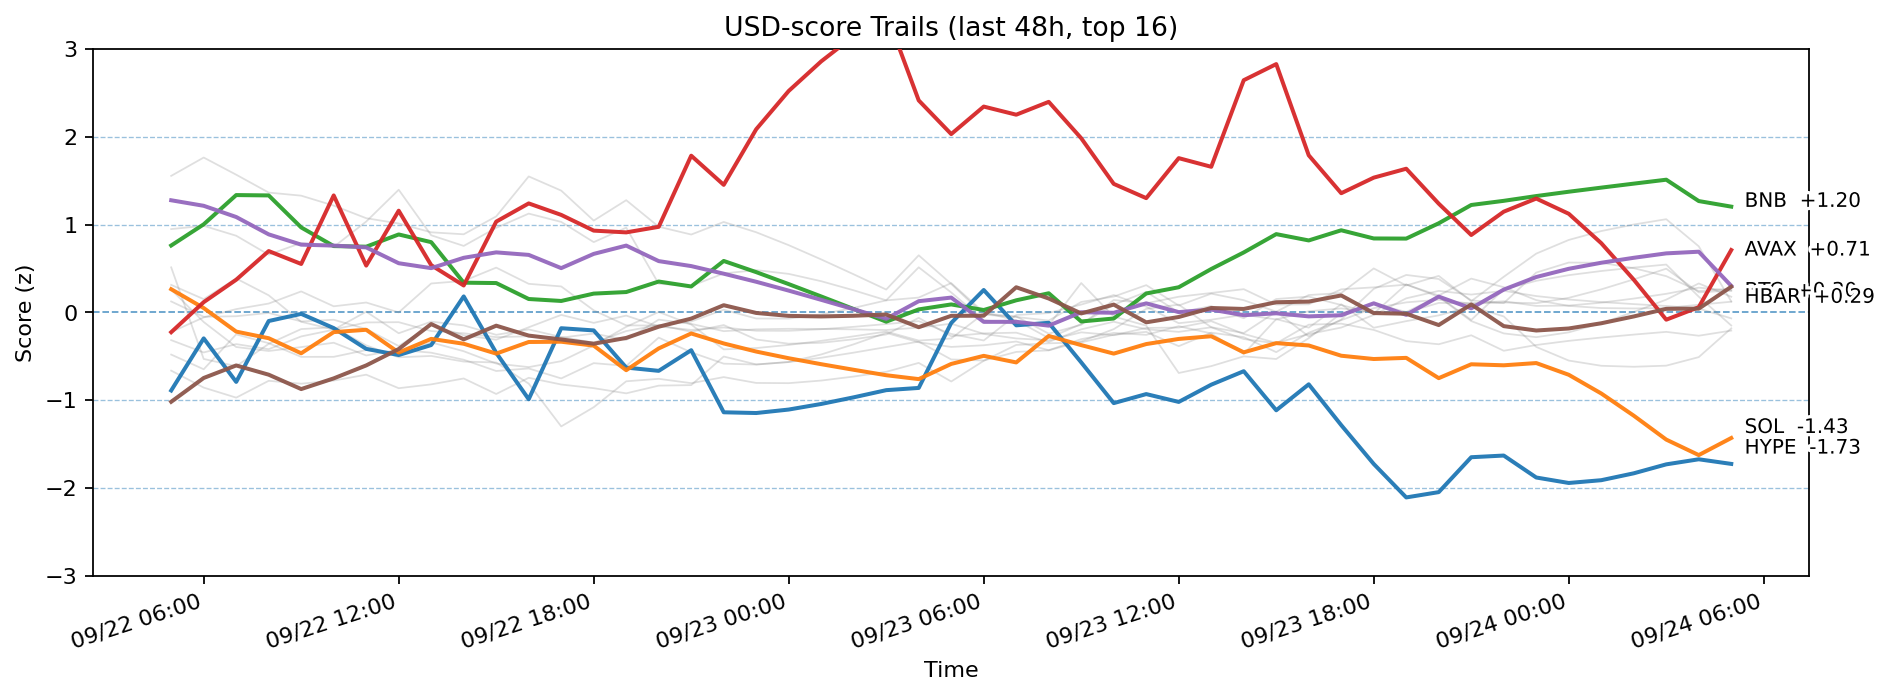 USD-score Trails (last 48h, top 16)
Score (z)
3
2
1
0
−1
−2
−3
BNB +1.20
AVAX +0.71
HBAR +0.29
SOL -1.43
HYPE -1.73
09/22 06:00
09/22 12:00
09/22 18:00
09/23 00:00
09/23 06:00
09/23 12:00
09/23 18:00
09/24 00:00
09/24 06:00
Time